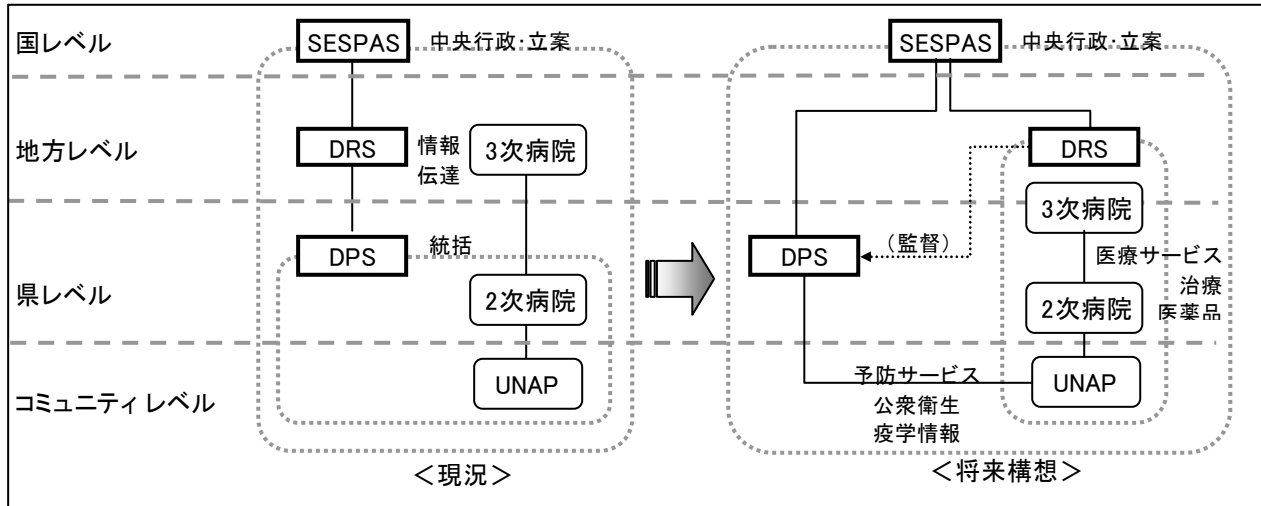 国レベル
SESPAS
中央行政・立案
SESPAS
中央行政・立案
地方レベル
DRS
情報
伝達
3次病院
DRS
3次病院
県レベル
DPS
統括
2次病院
DPS
（監督）
医療サービス
治療
医薬品
2次病院
コミュニティレベル
UNAP
予防サービス
公衆衛生
疫学情報
UNAP
＜現況＞
＜将来構想＞